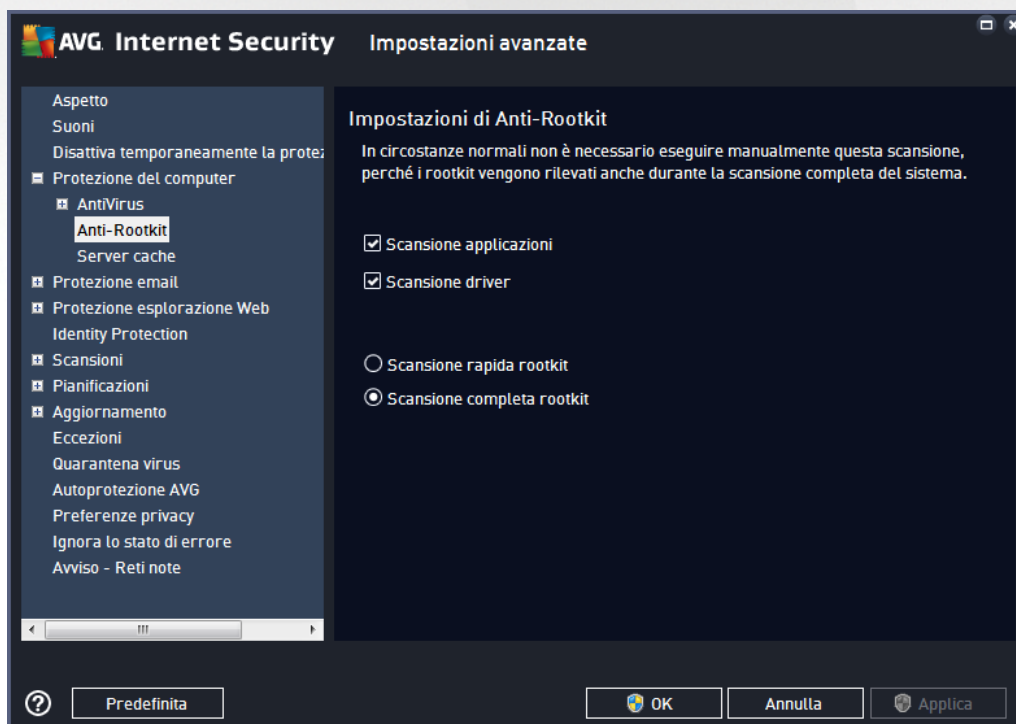 AVG. Internet Security Impostazioni avanzate
Aspetto
Suoni
Disattiva temporaneamente la protez
Protezione del computer
AntiVirus
Anti-Rootkit
Server cache
Protezione email
Protezione esplorazione Web
Identity Protection
Scansioni
Pianificazioni
Aggiornamento
Eccezioni
Quarantena virus
Autoprotezione AVG
Preferenze privacy
Ignora lo stato di errore
Avviso - Reti note
Impostazioni di Anti-Rootkit
In circostanze normali non è necessario eseguire manualmente questa scansione,
perché i rootkit vengono rilevati anche durante la scansione completa del sistema.
Scansione applicazioni
Scansione driver
Scansione rapida rootkit
Scansione completa rootkit
? Predefinita OK Annulla Applica